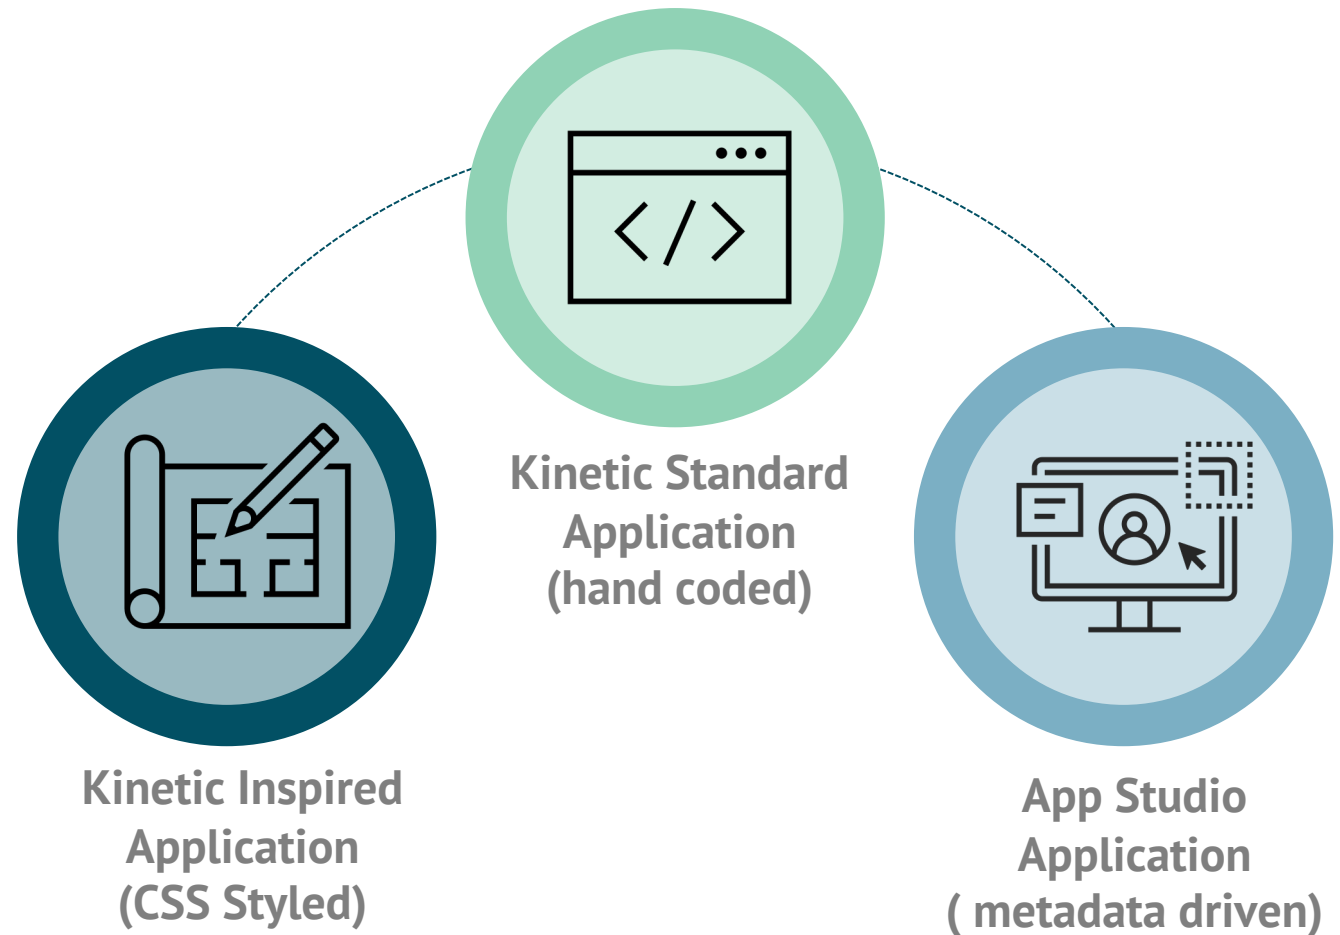 Kinetic Standard
Application
(hand coded)
Kinetic Inspired
Application
(CSS Styled)
App Studio
Application
( metadata driven)